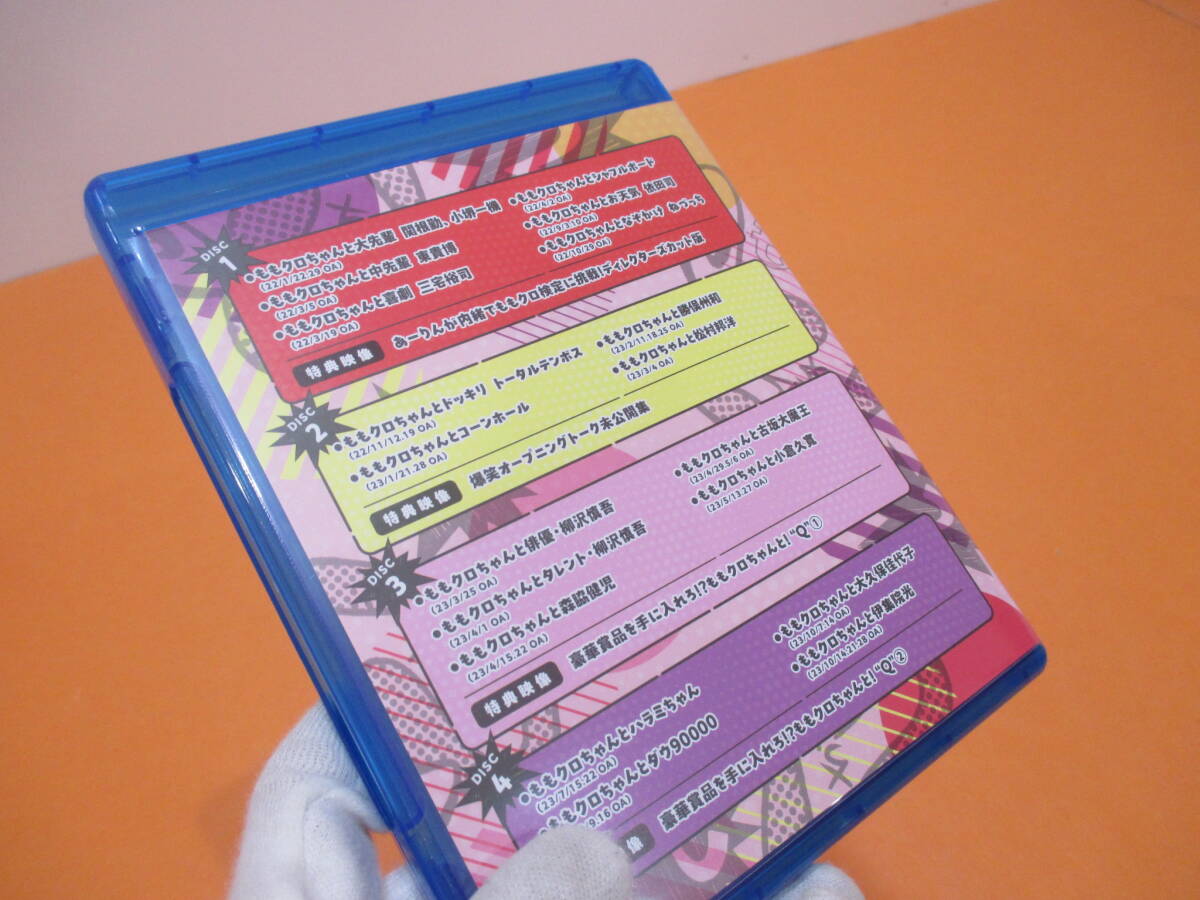 DISC 1
●ももクロちゃんと大先輩 関根勤、小堺一機
(22/1/22.29 OA)
●ももクロちゃんと中先輩 東貴博
(22/3/5 OA)
●ももクロちゃんと喜劇 三宅裕司
(22/3/19 OA)
●ももクロちゃんとシャフルボード
(22/4/2 OA)
●ももクロちゃんとお天気 依田司
(22/9/3.10 OA)
●ももクロちゃんとなぞかけ ねづっち
(22/10/29 OA)
特典映像 あーりんが内緒でももクロ検定に挑戦!ディレクターズカット版
DISC 2
●ももクロちゃんとドッキリ トータルテンボス
(22/11/12.19 OA)
●ももクロちゃんとコーンホール
(23/1/21.28 OA)
●ももクロちゃんと勝俣州和
(23/2/11.18.25 OA)
●ももクロちゃんと松村邦洋
(23/3/4 OA)
特典映像 爆笑オープニングトーク未公開集
DISC 3
●ももクロちゃんと俳優・柳沢慎吾
(23/3/25 OA)
●ももクロちゃんとタレント・柳沢慎吾
(23/4/1 OA)
●ももクロちゃんと森脇健児
(23/4/15.22 OA)
●ももクロちゃんと古坂大魔王
(23/4/29.5/6 OA)
●ももクロちゃんと小倉久寛
(23/5/13.27 OA)
特典映像 豪華賞品を手に入れろ!?ももクロちゃんと!“Q”①
DISC 4
●ももクロちゃんとハラミちゃん
(23/7/15.22 OA)
●ももクロちゃんとダウ90000
9.16 OA)
●ももクロちゃんと大久保佳代子
(23/10/7.14 OA)
●ももクロちゃんと伊集院光
(23/10/14.21.28 OA)
像 豪華賞品を手に入れろ!?ももクロちゃんと!“Q”②